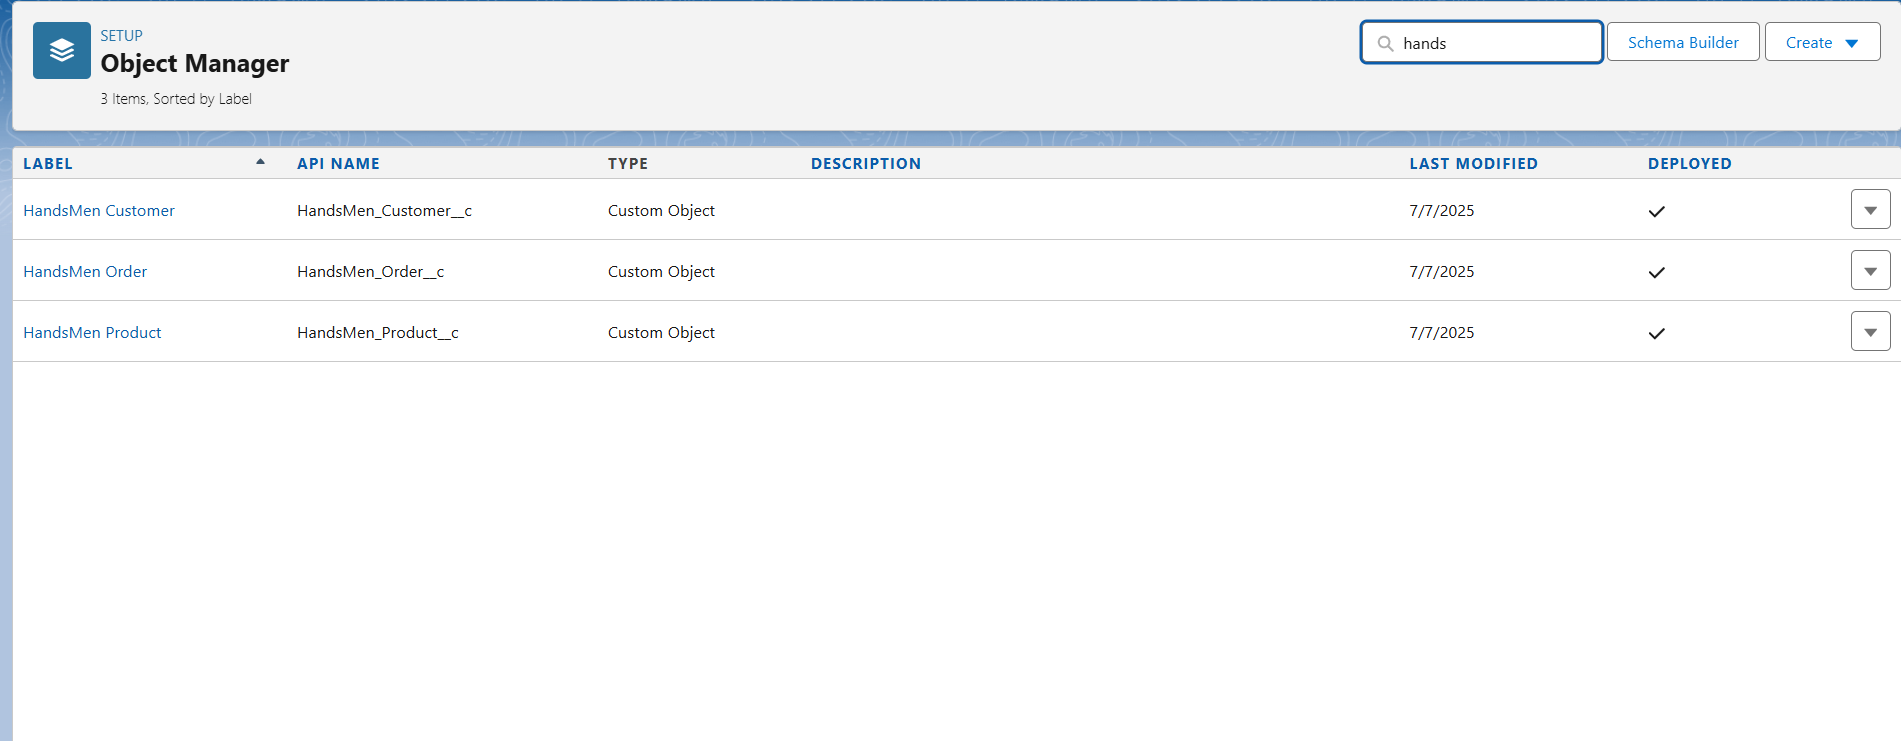 SETUP
Object Manager
3 Items, Sorted by Label
hands
Schema Builder
Create
LABEL API NAME TYPE DESCRIPTION LAST MODIFIED DEPLOYED
HandsMen Customer HandsMen_Customer__c Custom Object 7/7/2025
HandsMen Order HandsMen_Order__c Custom Object 7/7/2025
HandsMen Product HandsMen_Product__c Custom Object 7/7/2025